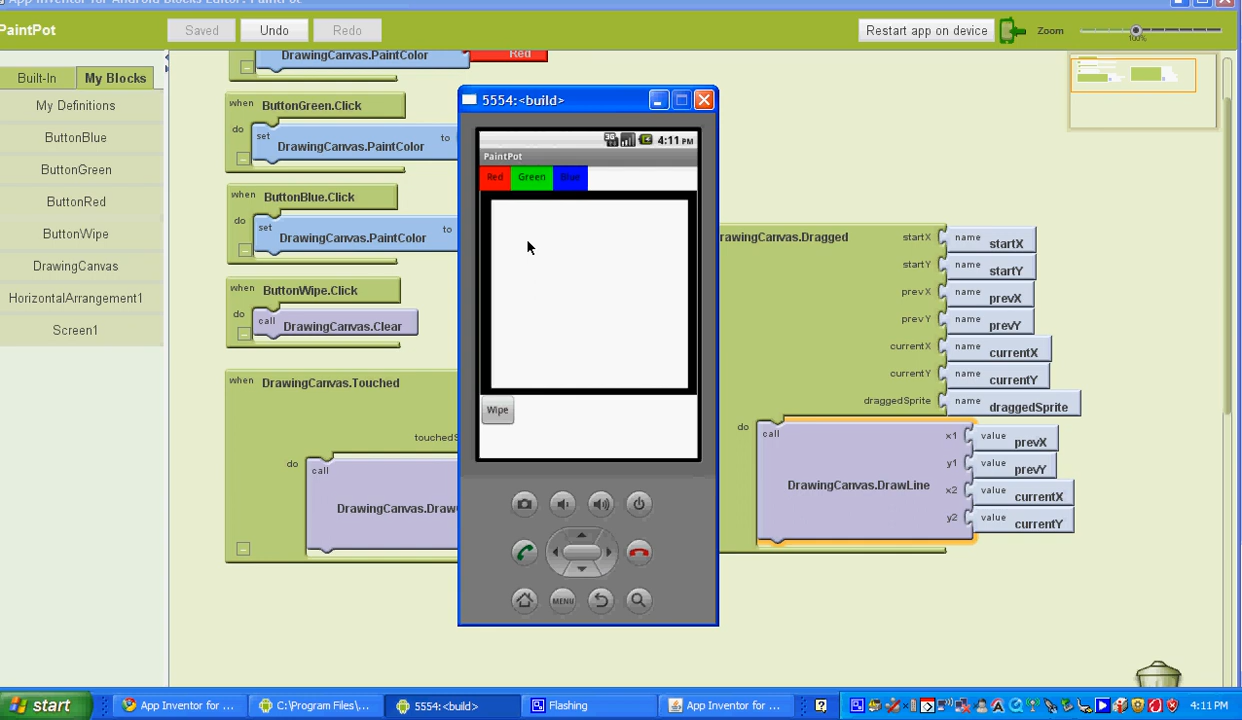 App Inventor for Android Blocks Editor: PaintPot
PaintPot
Saved
Undo
Redo
Restart app on device
Zoom
100%
Built-In
My Blocks
My Definitions
ButtonBlue
ButtonGreen
ButtonRed
ButtonWipe
DrawingCanvas
HorizontalArrangement1
Screen1
DrawingCanvas.PaintColor
Red
when ButtonGreen.Click
do set DrawingCanvas.PaintColor to
when ButtonBlue.Click
do set DrawingCanvas.PaintColor to
when ButtonWipe.Click
do call DrawingCanvas.Clear
when DrawingCanvas.Touched
touchedS
do call
DrawingCanvas.Draw
5554:<build>
3G 4:11 PM
PaintPot
Red Green Blue
Wipe
MENU
rawingCanvas.Dragged
startX name startX
startY name startY
prevX name prevX
prevY name prevY
currentX name currentX
currentY name currentY
draggedSprite name draggedSprite
do call DrawingCanvas.DrawLine
x1 value prevX
y1 value prevY
x2 value currentX
y2 value currentY
start
App Inventor for ...
C:\Program Files\...
5554:<build>
Flashing
App Inventor for ...
4:11 PM